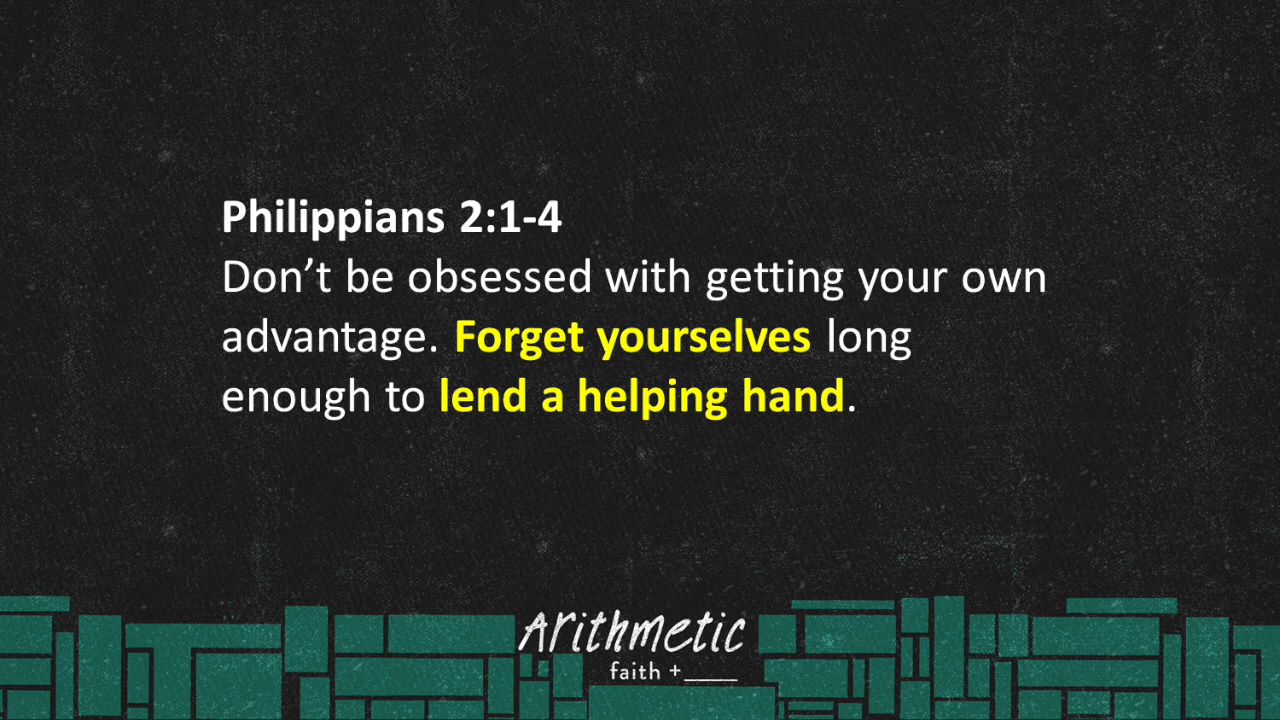 Philippians 2:1-4
Don’t be obsessed with getting your own
advantage. Forget yourselves long
enough to lend a helping hand.
Arithmetic
faith +____